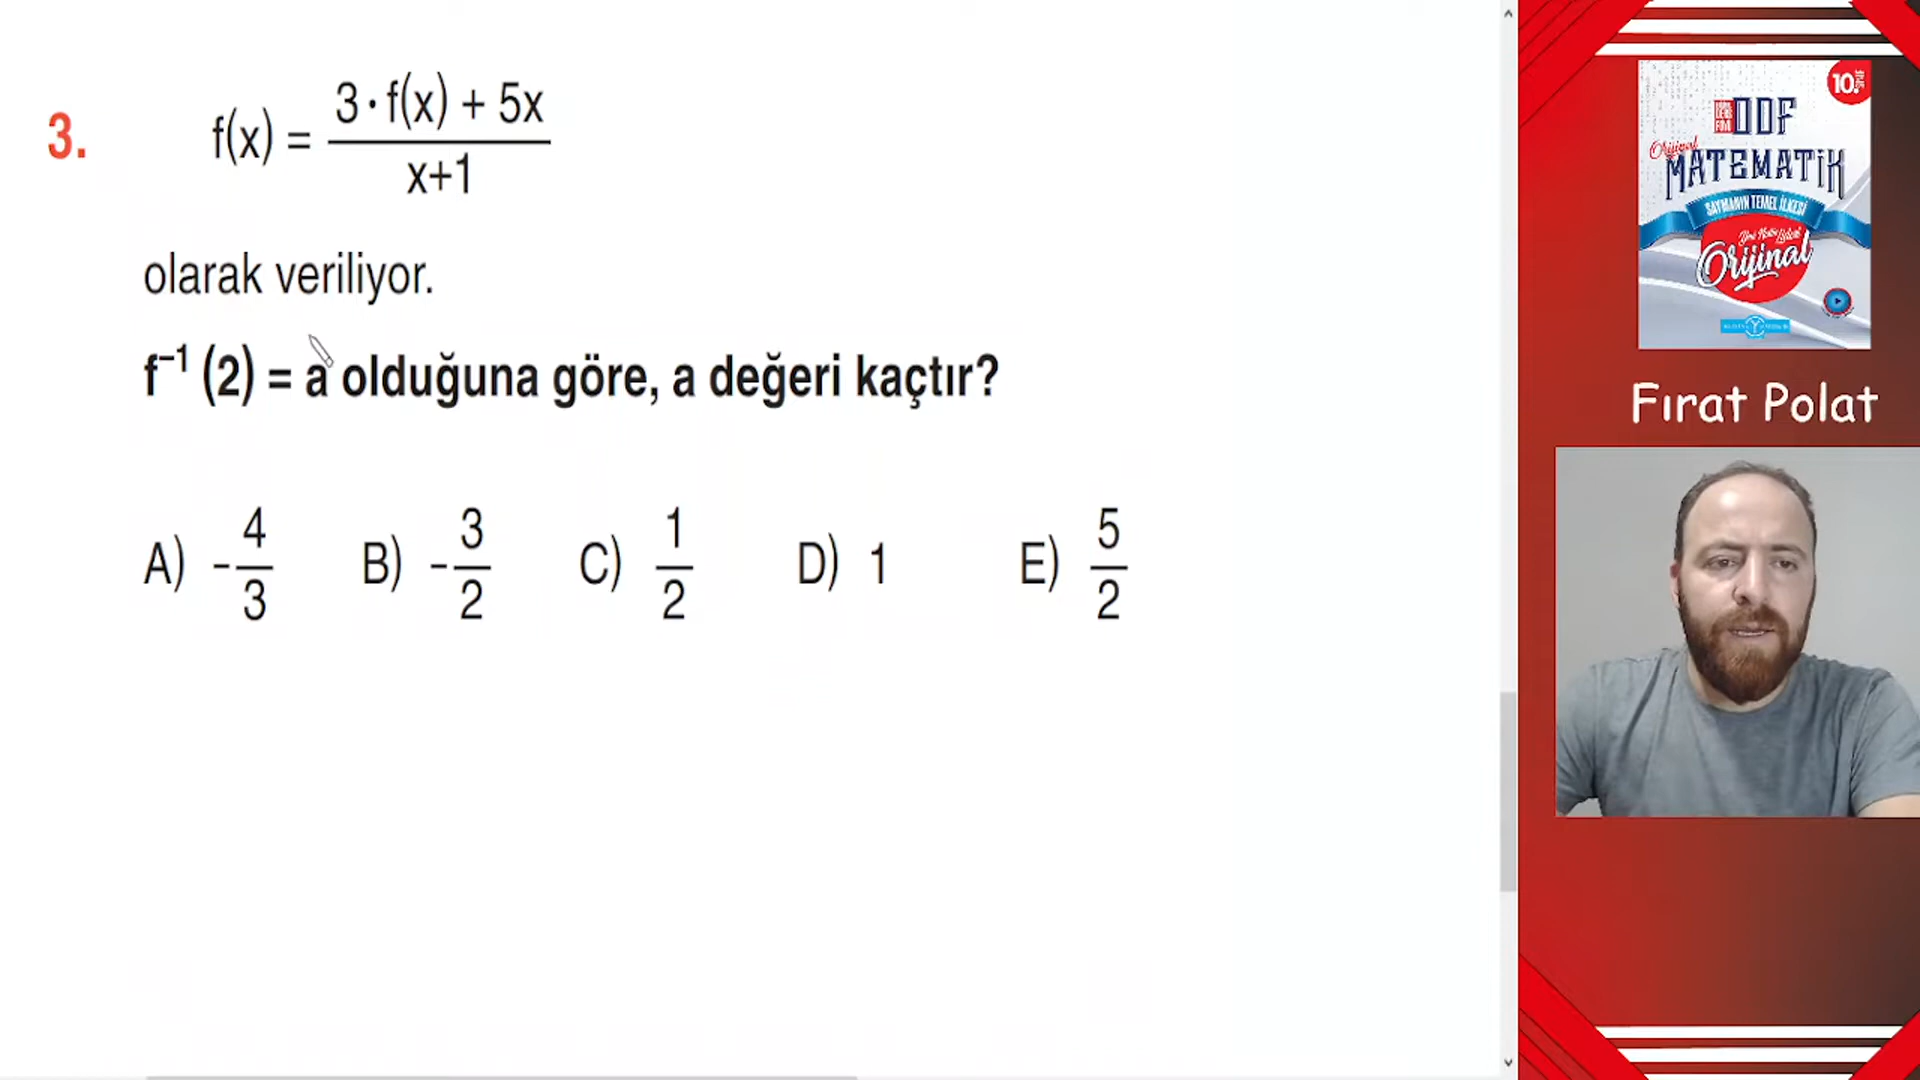 3. f(x) = (3·f(x) + 5x)/(x+1)
olarak veriliyor.
f⁻¹ (2) = a olduğuna göre, a değeri kaçtır?
A) -4/3 B) -3/2 C) 1/2 D) 1 E) 5/2
10.
ODF
Orijinal
MATEMATİK
SAYMANIN TEMEL İLKESİ
Orijinal
Fırat Polat